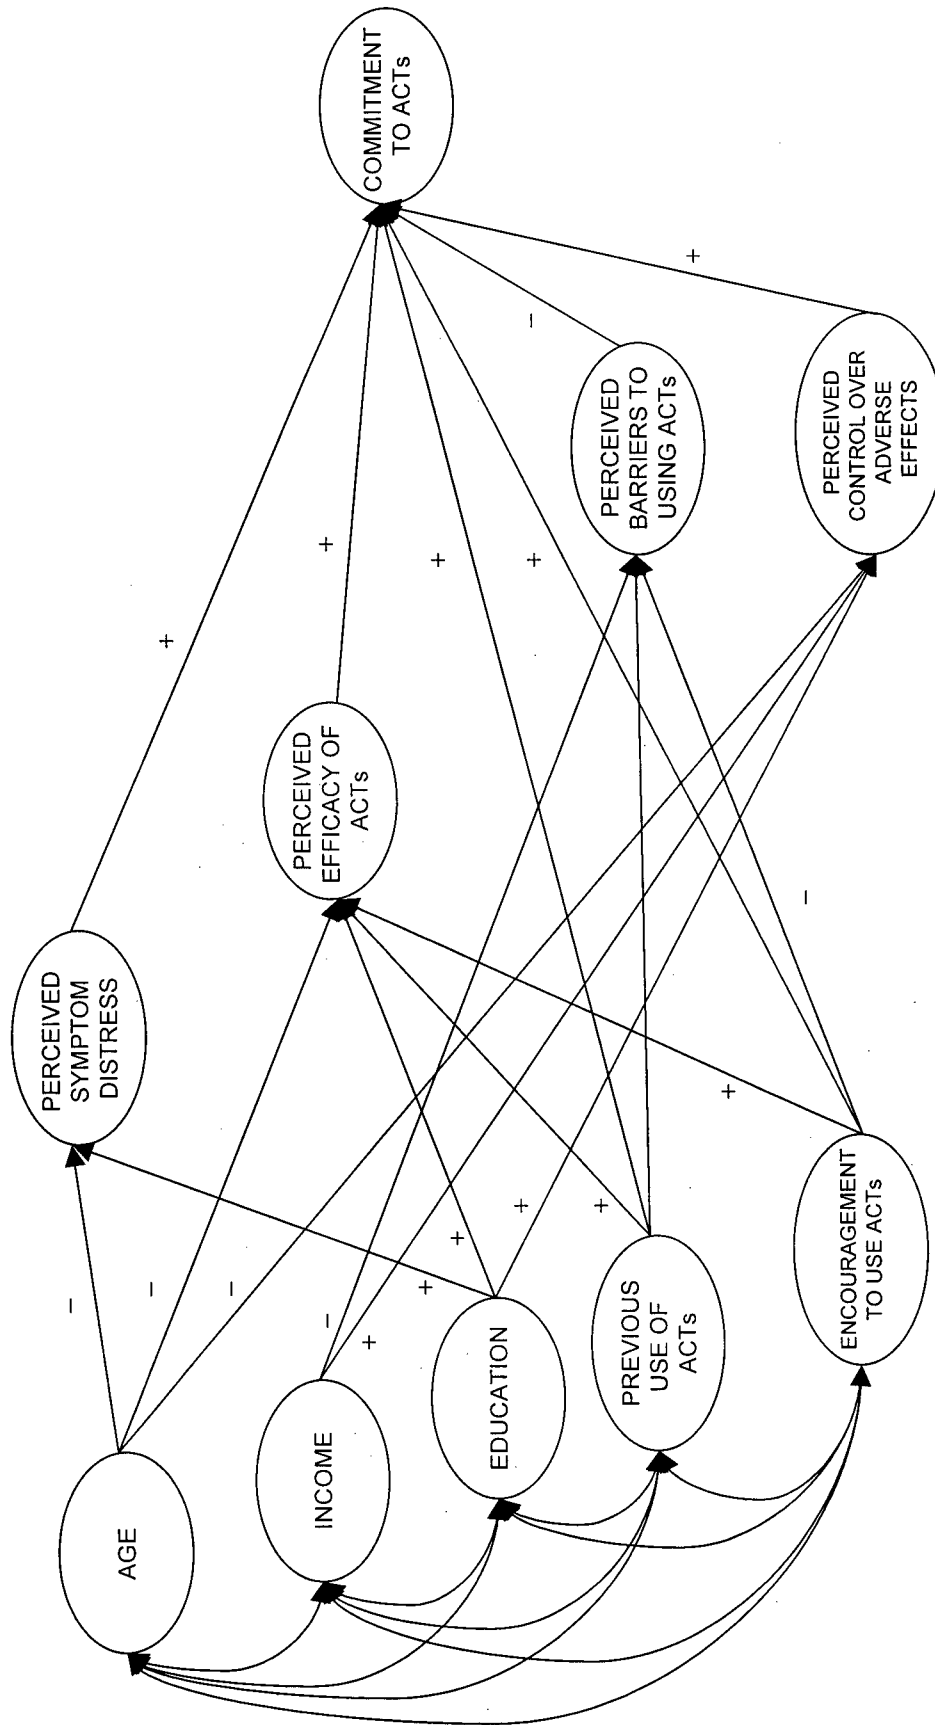 COMMITMENT
TO ACTs
PERCEIVED
SYMPTOM
DISTRESS
+
PERCEIVED
EFFICACY OF
ACTs
+
+
+
−
PERCEIVED
BARRIERS TO
USING ACTs
+
PERCEIVED
CONTROL OVER
ADVERSE
EFFECTS
AGE
−
−
−
INCOME
−
+
EDUCATION
+
+
+
PREVIOUS
USE OF
ACTs
+
ENCOURAGEMENT
TO USE ACTs
+
−